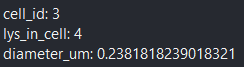 cell_id: 3
lys_in_cell: 4
diameter_um: 0.2381818239018321